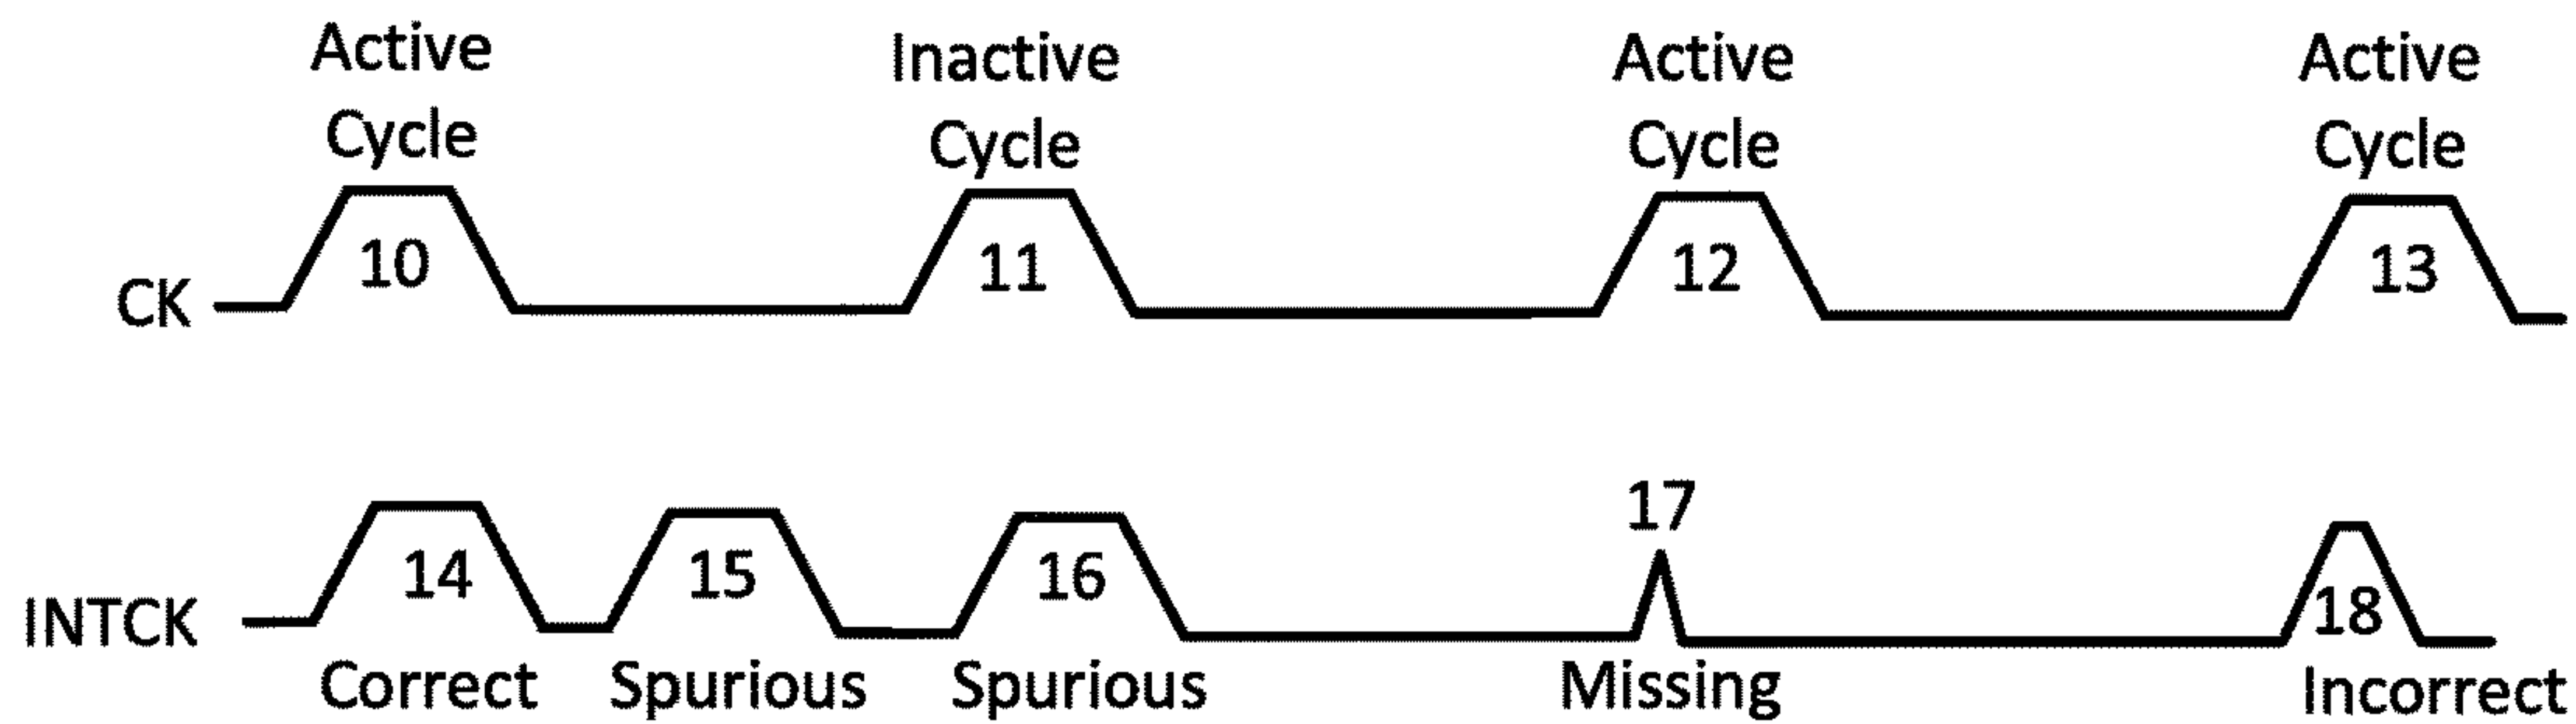 Active Inactive Active Active
Cycle Cycle Cycle Cycle
CK 10 11 12 13
17
INTCK 14 15 16 18
Correct Spurious Spurious Missing Incorrect